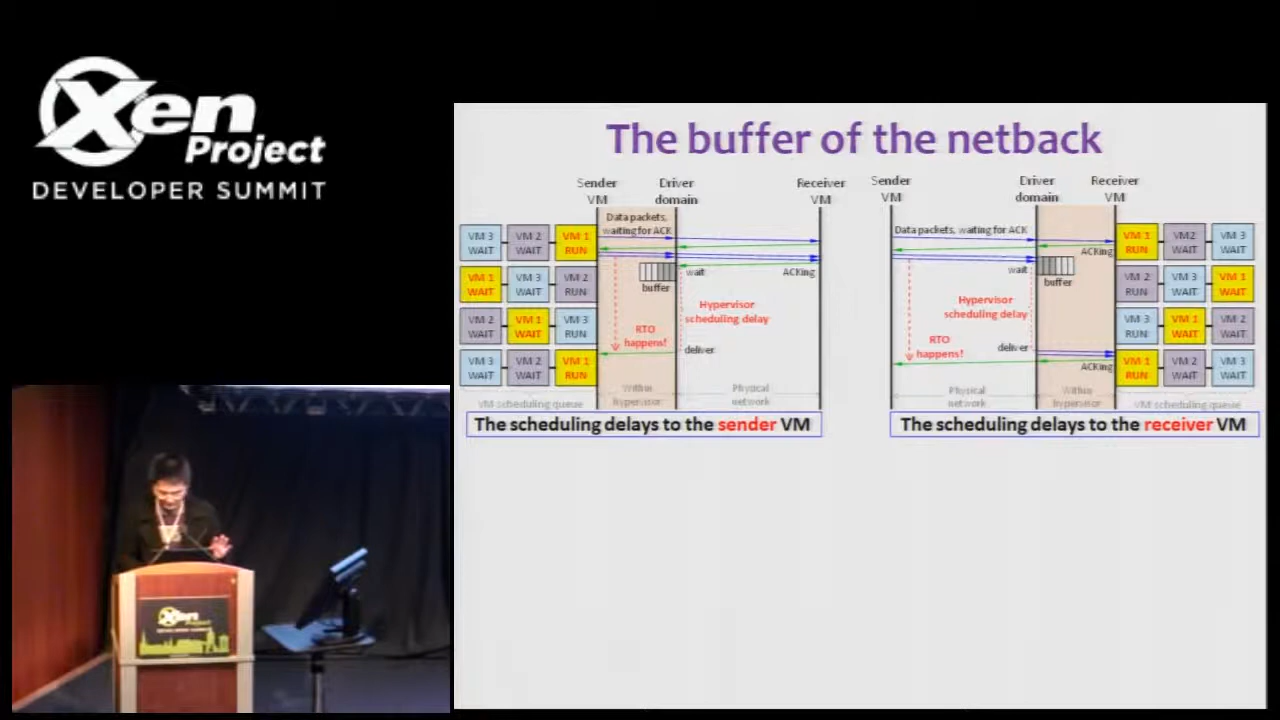 Xen
Project
DEVELOPER SUMMIT
The buffer of the netback
Sender
VM
Driver
domain
Receiver
VM
Data packets,
waiting for ACK
VM 3
WAIT
VM 2
WAIT
VM 1
RUN
VM 1
WAIT
VM 3
WAIT
VM 2
RUN
VM 2
WAIT
VM 1
WAIT
VM 3
RUN
VM 3
WAIT
VM 2
WAIT
VM 1
RUN
buffer
wait
ACKing
Hypervisor
scheduling delay
RTO
happens!
deliver
VM scheduling queue
Within
hypervisor
Physical
network
The scheduling delays to the sender VM
Sender
VM
Driver
domain
Receiver
VM
Data packets, waiting for ACK
ACKing
wait
buffer
Hypervisor
scheduling delay
RTO
happens!
deliver
ACKing
VM 1
RUN
VM2
WAIT
VM 3
WAIT
VM 2
RUN
VM 3
WAIT
VM 1
WAIT
VM 3
RUN
VM 1
WAIT
VM 2
WAIT
VM 1
RUN
VM 2
WAIT
VM 3
WAIT
Physical
network
Within
hypervisor
VM scheduling queue
The scheduling delays to the receiver VM
Xen
PROJECT
DEVELOPER SUMMIT